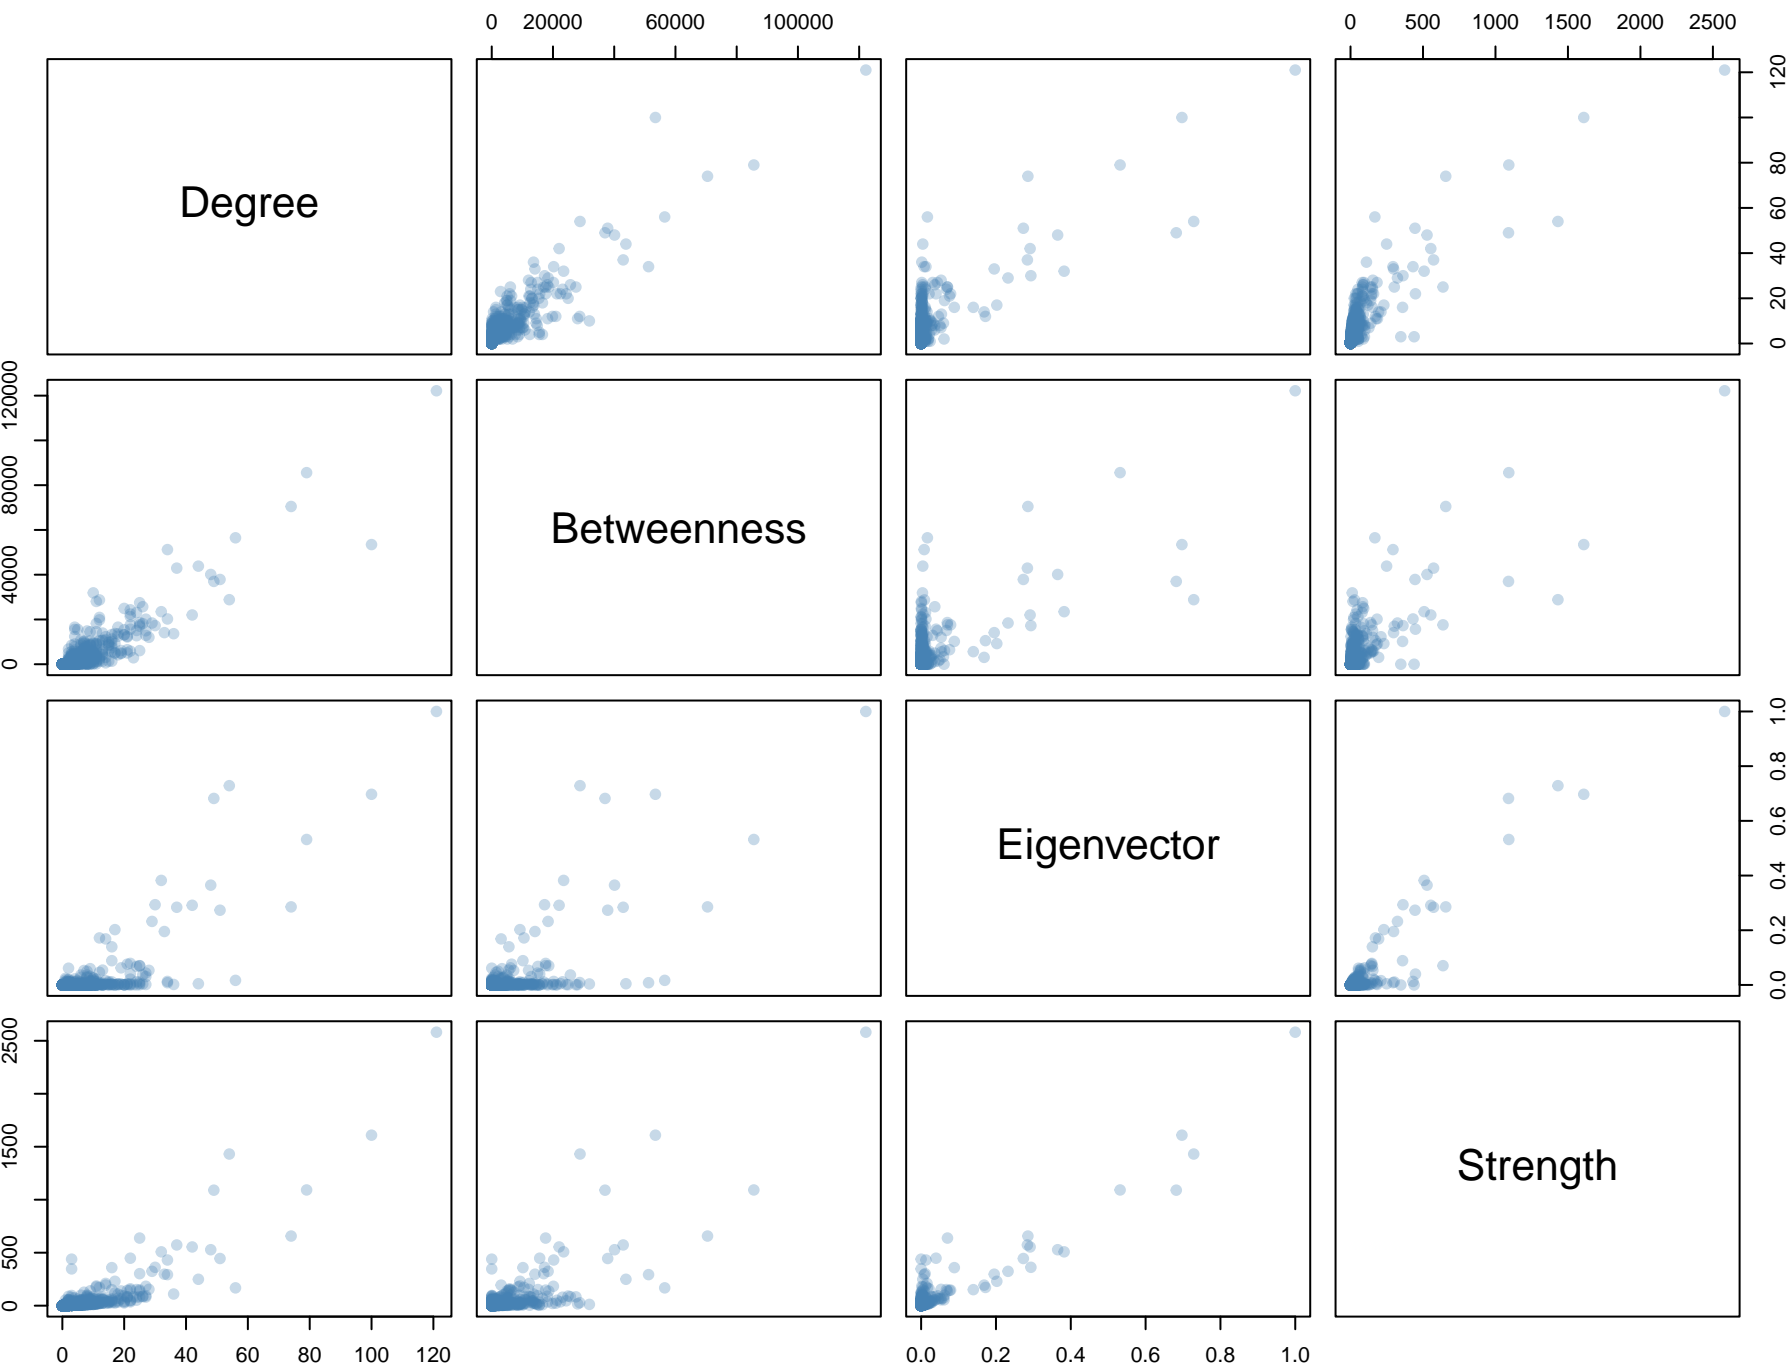 0 20000 60000 100000
0 500 1000 1500 2000 2500
Degree
0 20 40 60 80 120
0 40000 80000 120000
Betweenness
Eigenvector
0.0 0.2 0.4 0.6 0.8 1.0
0 500 1500 2500
Strength
0 20 40 60 80 100 120
0.0 0.2 0.4 0.6 0.8 1.0